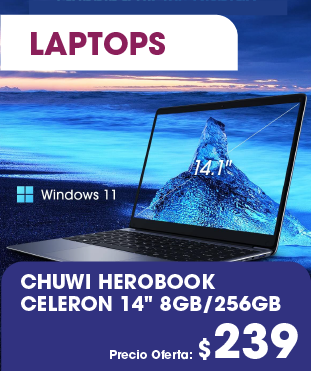 LAPTOPS
14.1"
Windows 11
CHUWI HEROBOOK
CELERON 14" 8GB/256GB
Precio Oferta: $239